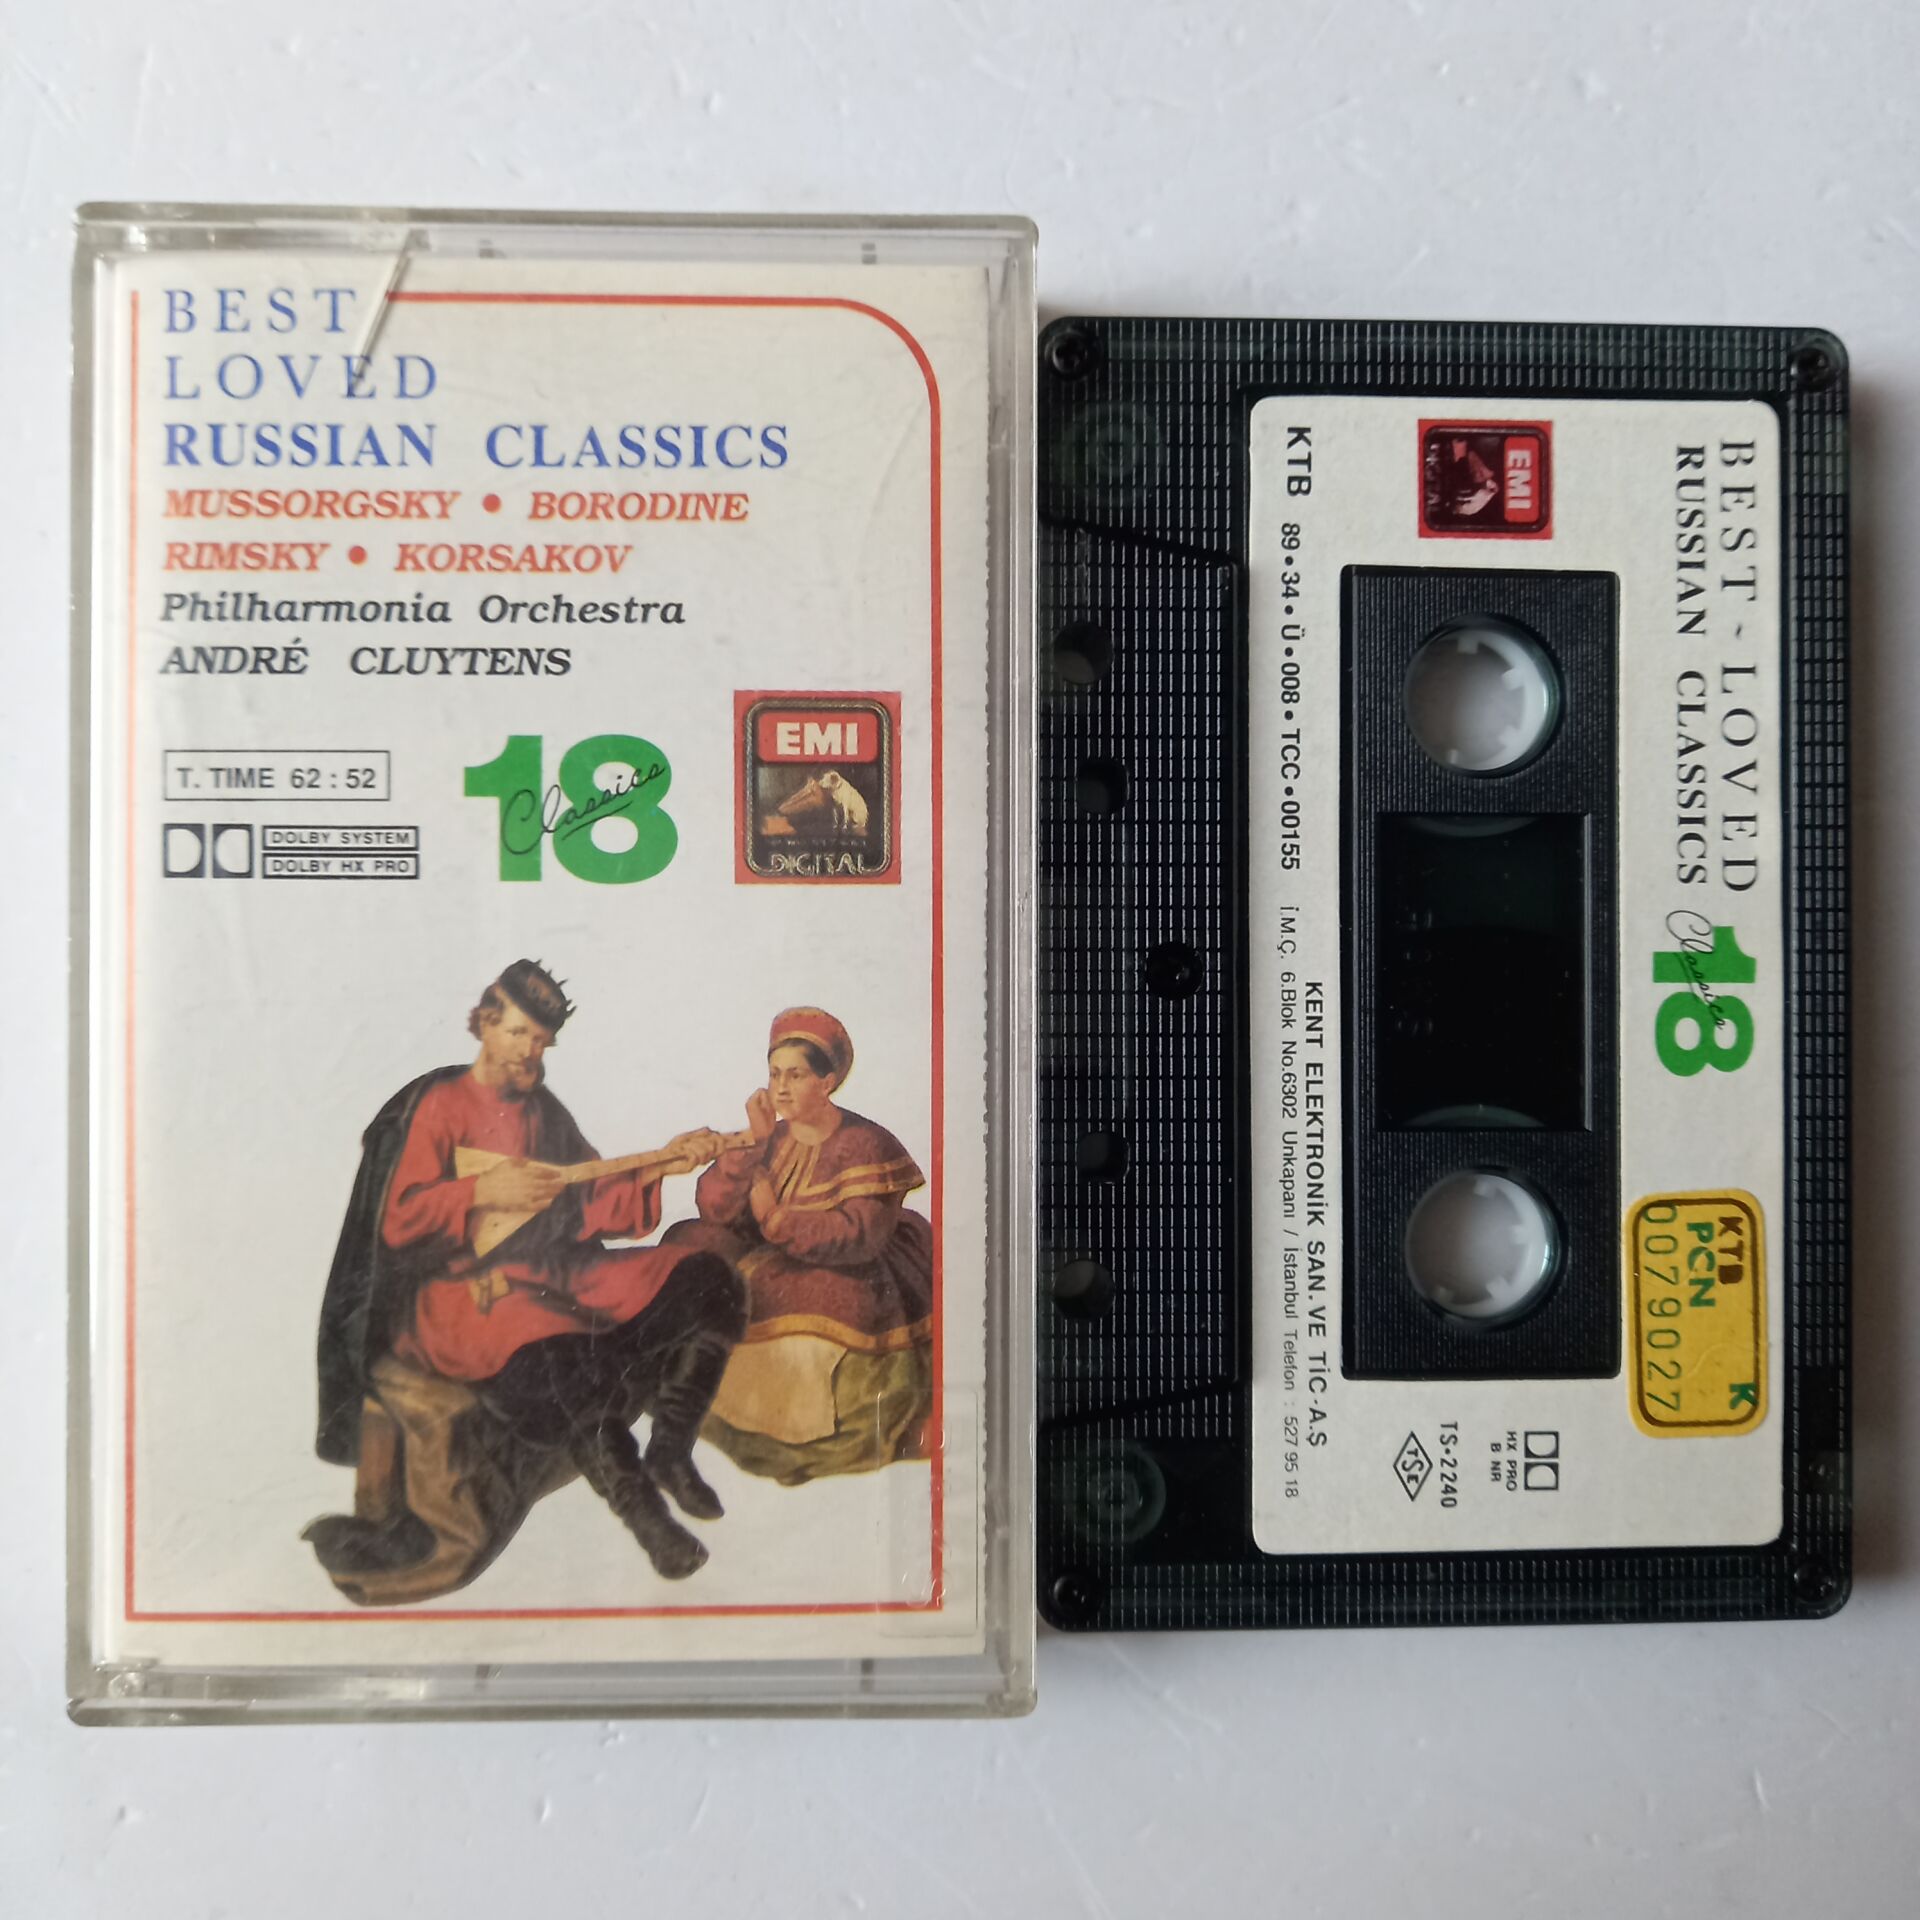 BEST
LOVED
RUSSIAN CLASSICS
MUSSORGSKY • BORODINE
RIMSKY • KORSAKOV
Philharmonia Orchestra
ANDRÉ CLUYTENS
T. TIME 62 : 52
DOLBY SYSTEM
DOLBY HX PRO
18
Classics
EMI
DIGITAL
BEST - LOVED
RUSSIAN CLASSICS
18
Classics
EMI
DIGITAL
KTB
PCN
K
0079027
HX PRO
B NR
TS•2240
TSE
KENT ELEKTRONİK SAN. VE TİC-A.Ş
KTB 89•34•Ü•008•TCC•00155 İ.M.Ç. 6.Blok No.6302 Unkapanı / İstanbul Telefon : 527 95 18